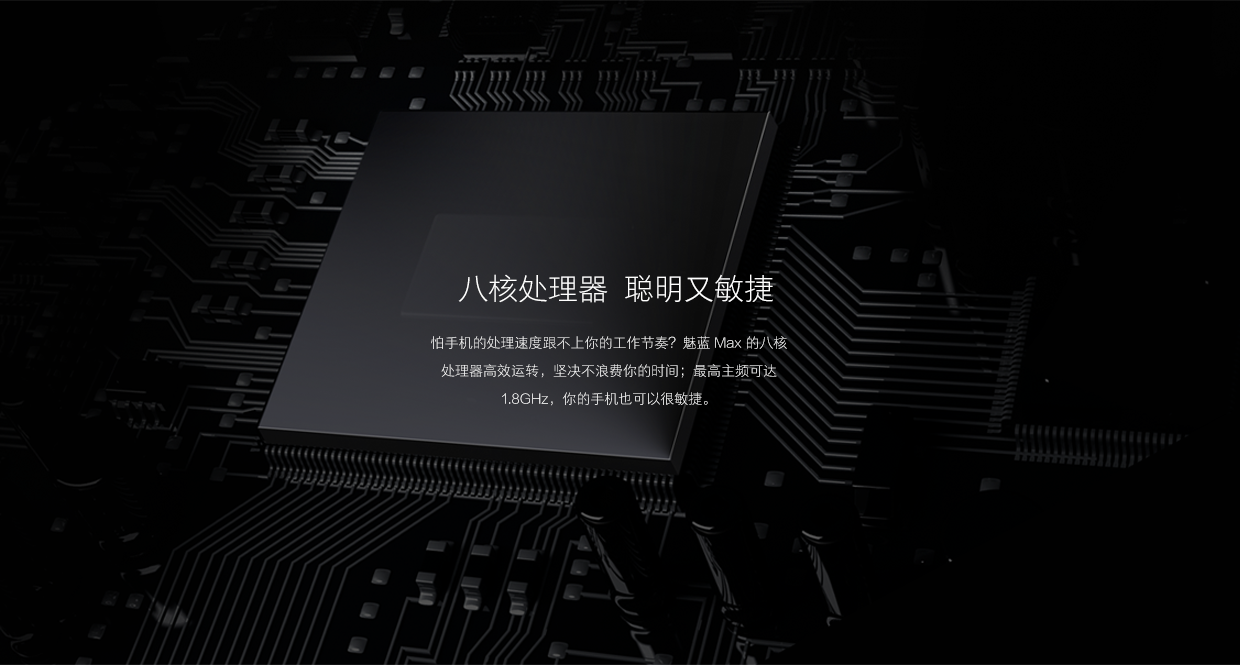 八核处理器 聪明又敏捷
怕手机的处理速度跟不上你的工作节奏？魅蓝 Max 的八核
处理器高效运转，坚决不浪费你的时间；最高主频可达
1.8GHz，你的手机也可以很敏捷。